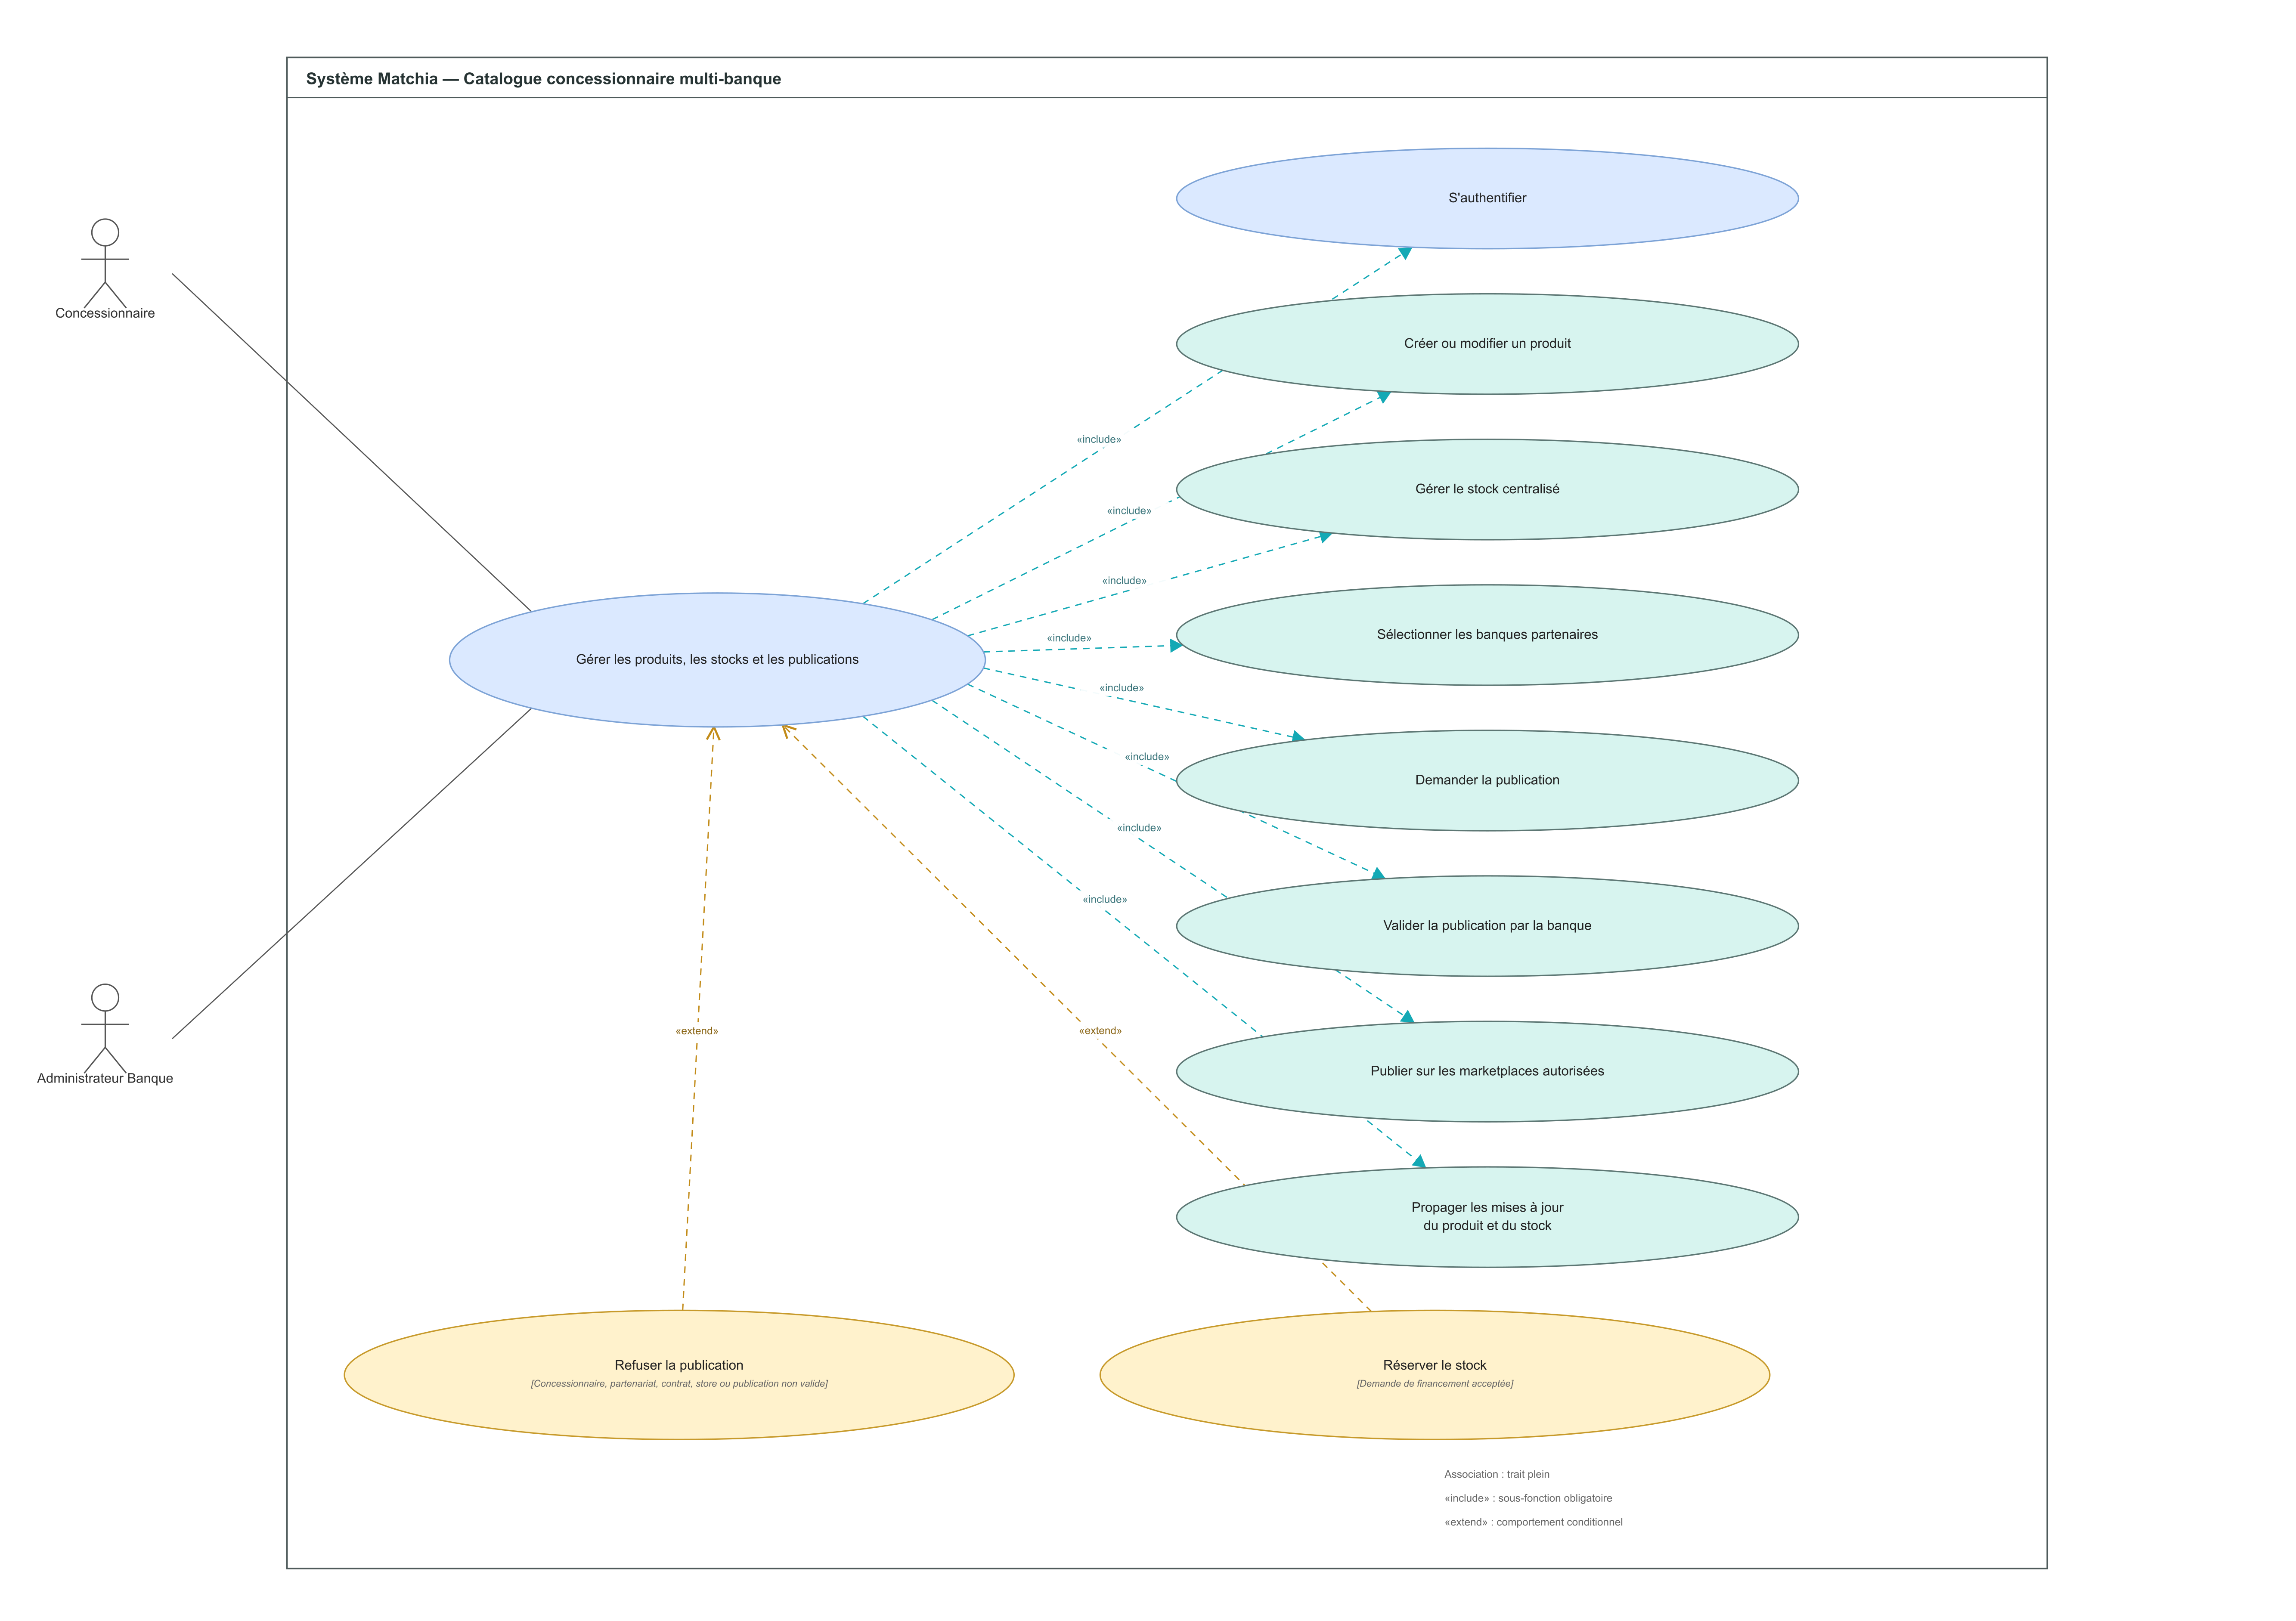 Système Matchia — Catalogue concessionnaire multi-banque
S'authentifier
Concessionnaire
Créer ou modifier un produit
«include»
Gérer le stock centralisé
«include»
«include»
Sélectionner les banques partenaires
«include»
Gérer les produits, les stocks et les publications
«include»
«include»
Demander la publication
«include»
«include»
Valider la publication par la banque
«extend»
«extend»
Publier sur les marketplaces autorisées
Administrateur Banque
Propager les mises à jour
du produit et du stock
Refuser la publication
[Concessionnaire, partenariat, contrat, store ou publication non valide]
Réserver le stock
[Demande de financement acceptée]
Association : trait plein
«include» : sous-fonction obligatoire
«extend» : comportement conditionnel